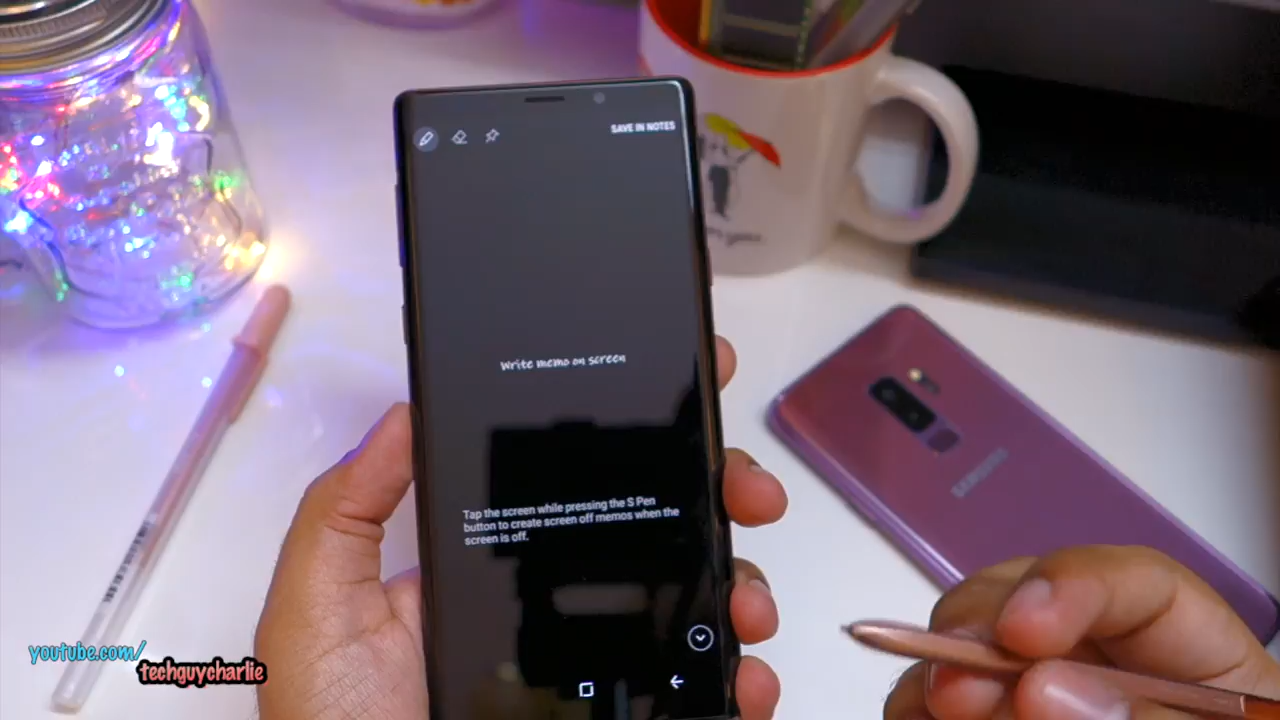 SAVE IN NOTES
Write memo on screen
Tap the screen while pressing the S Pen
button to create screen off memos when the
screen is off.
SAMSUNG
youtube.com/
techguycharlie